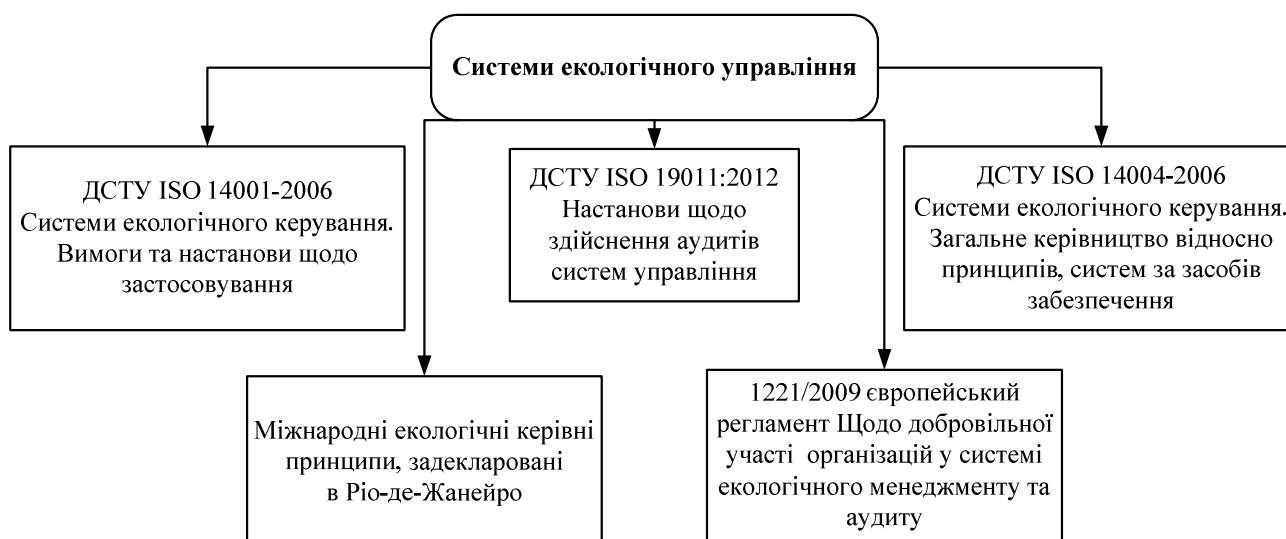 Системи екологічного управління
ДСТУ ISO 14001-2006
Системи екологічного керування.
Вимоги та настанови щодо
застосовування
ДСТУ ISO 19011:2012
Настанови щодо
здійснення аудитів
систем управління
ДСТУ ISO 14004-2006
Системи екологічного керування.
Загальне керівництво відносно
принципів, систем за засобів
забезпечення
Міжнародні екологічні керівні
принципи, задекларовані
в Ріо-де-Жанейро
1221/2009 європейський
регламент Щодо добровільної
участі організацій у системі
екологічного менеджменту та
аудиту